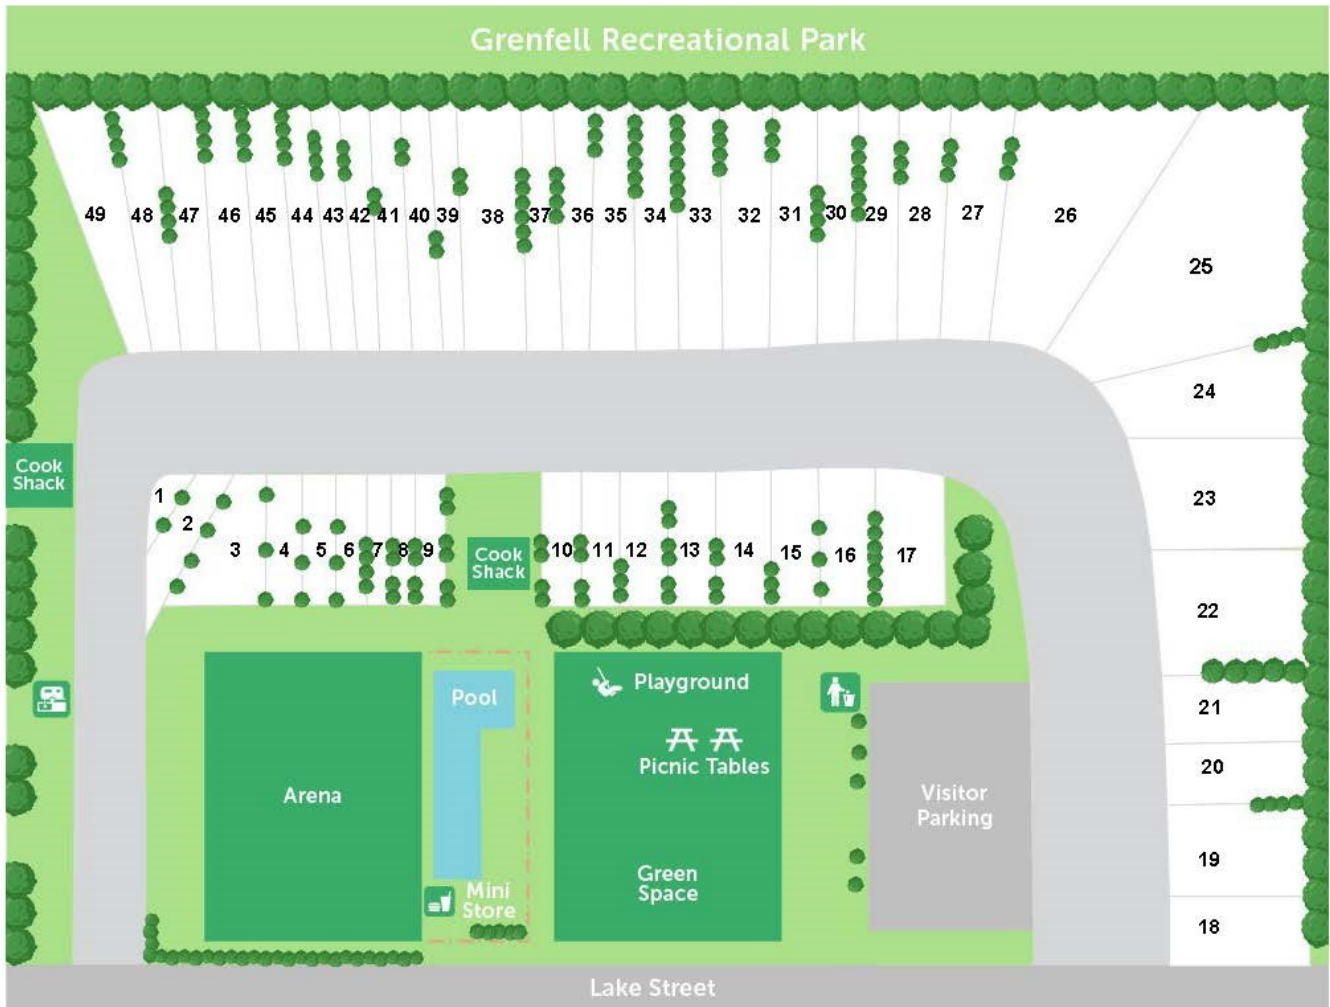 Grenfell Recreational Park
49 48 47 46 45 44 43 42 41 40 39 38 37 36 35 34 33 32 31 30 29 28 27 26
25
24
23
22
21
20
19
18
Cook
Shack
1
2
3 4 5 6 7 8 9
Cook
Shack
10 11 12 13 14 15 16 17
Arena
Pool
Mini
Store
Playground
Picnic Tables
Green
Space
Visitor
Parking
Lake Street